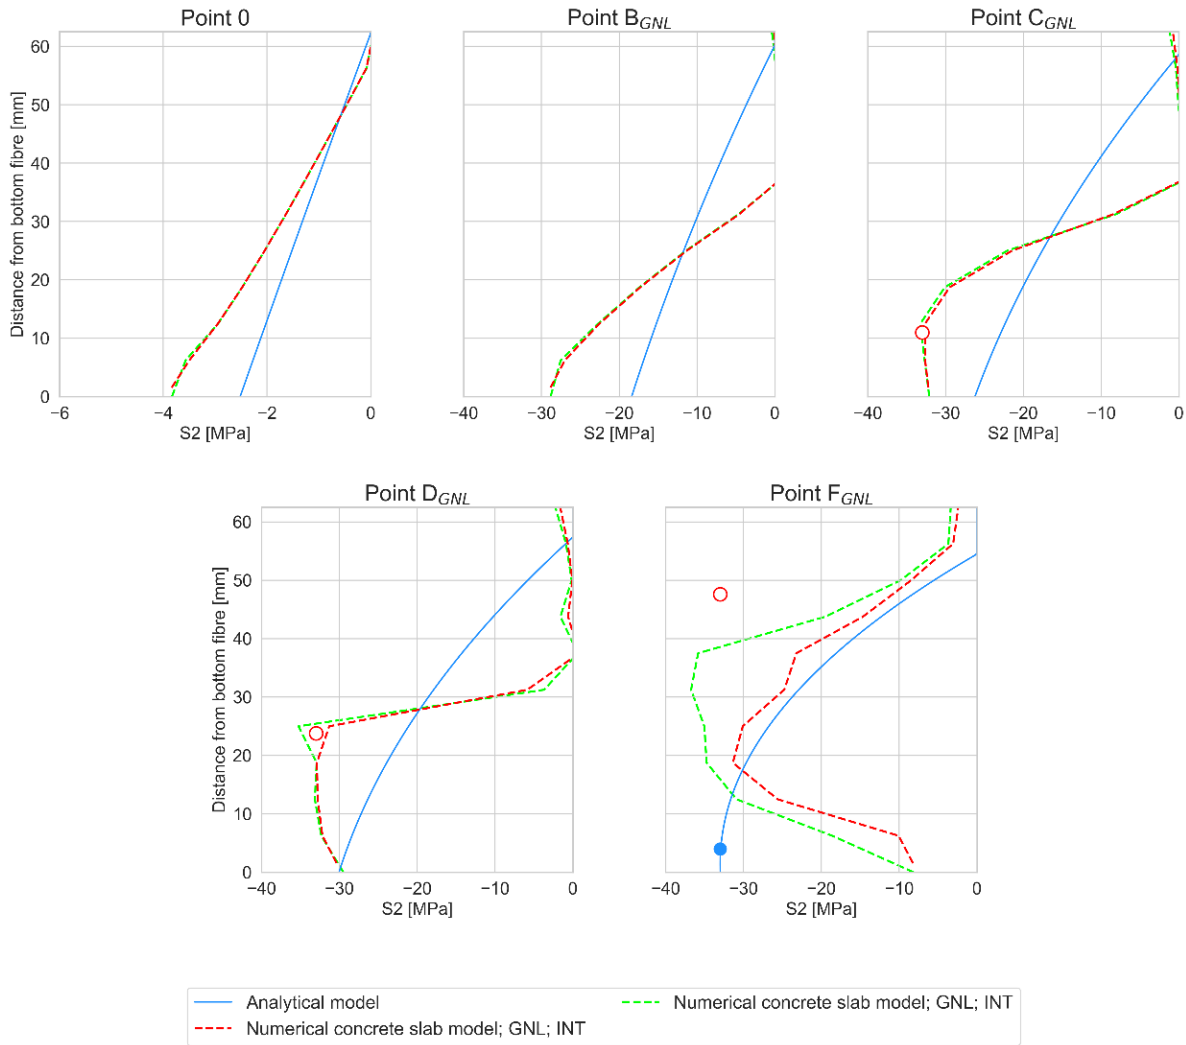 Point 0
Point B_GNL
Point C_GNL
60
50
40
30
20
10
0
Distance from bottom fibre [mm]
−6 −4 −2 0
S2 [MPa]
−40 −30 −20 −10 0
S2 [MPa]
−40 −30 −20 −10 0
S2 [MPa]
Point D_GNL
Point F_GNL
60
50
40
30
20
10
0
Distance from bottom fibre [mm]
−40 −30 −20 −10 0
S2 [MPa]
−40 −30 −20 −10 0
S2 [MPa]
Analytical model
Numerical concrete slab model; GNL; INT
Numerical concrete slab model; GNL; INT